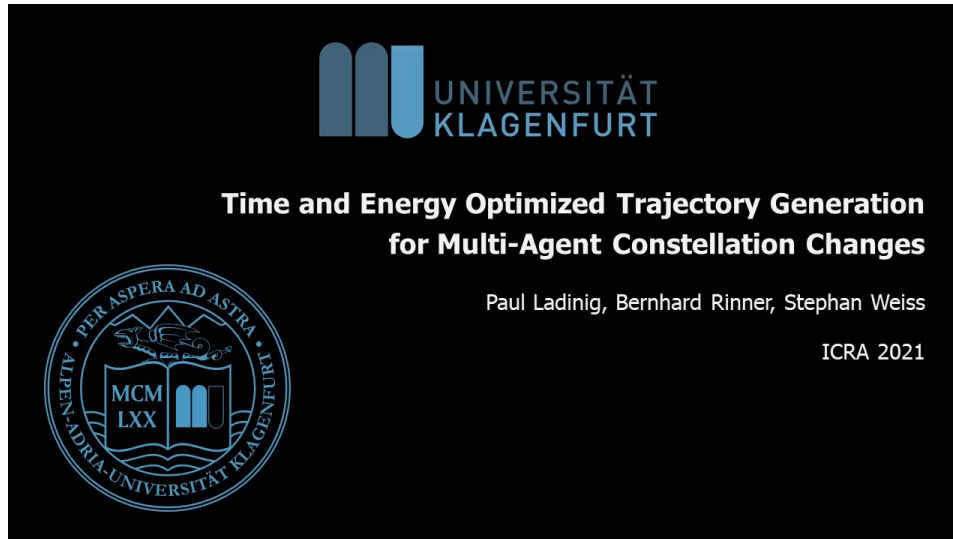 UNIVERSITÄT
KLAGENFURT
Time and Energy Optimized Trajectory Generation
for Multi-Agent Constellation Changes
Paul Ladinig, Bernhard Rinner, Stephan Weiss
ICRA 2021
• PER ASPERA AD ASTRA •
ALPEN-ADRIA-UNIVERSITÄT KLAGENFURT
MCM
LXX